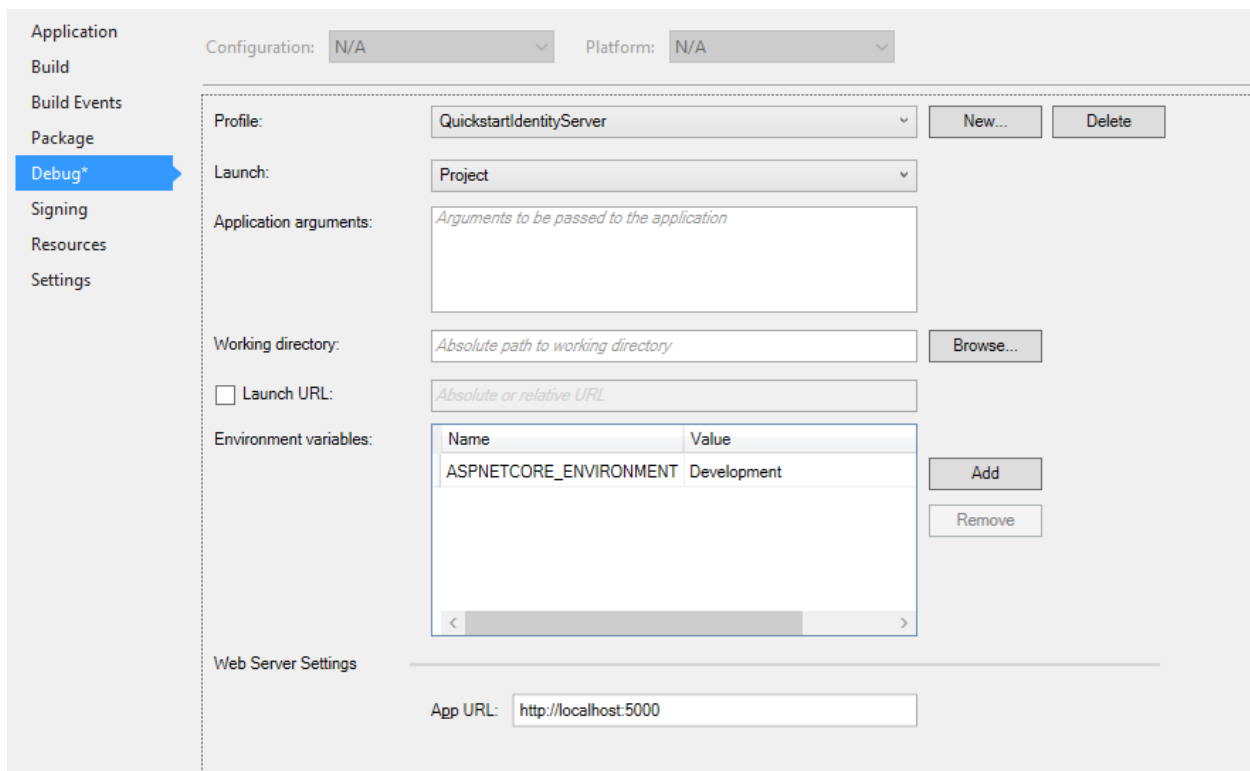 Application
Build
Build Events
Package
Debug*
Signing
Resources
Settings
Configuration: N/A Platform: N/A
Profile: QuickstartIdentityServer New... Delete
Launch: Project
Application arguments: Arguments to be passed to the application
Working directory: Absolute path to working directory Browse...
Launch URL: Absolute or relative URL
Environment variables: Name Value
ASPNETCORE_ENVIRONMENT Development Add
Remove
Web Server Settings
App URL: http://localhost:5000